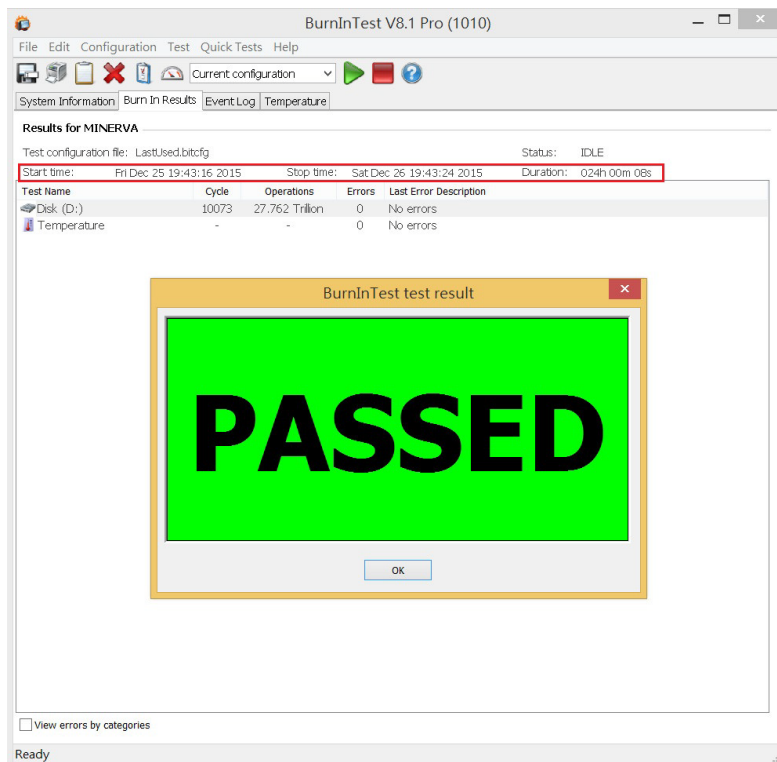 BurnInTest V8.1 Pro (1010)
File Edit Configuration Test Quick Tests Help
Current configuration
System Information Burn In Results Event Log Temperature
Results for MINERVA
Test configuration file: LastUsed.bitcfg Status: IDLE
Start time: Fri Dec 25 19:43:16 2015 Stop time: Sat Dec 26 19:43:24 2015 Duration: 024h 00m 08s
Test Name Cycle Operations Errors Last Error Description
Disk (D:) 10073 27.762 Trillion 0 No errors
Temperature - - 0 No errors
BurnInTest test result
PASSED
OK
View errors by categories
Ready